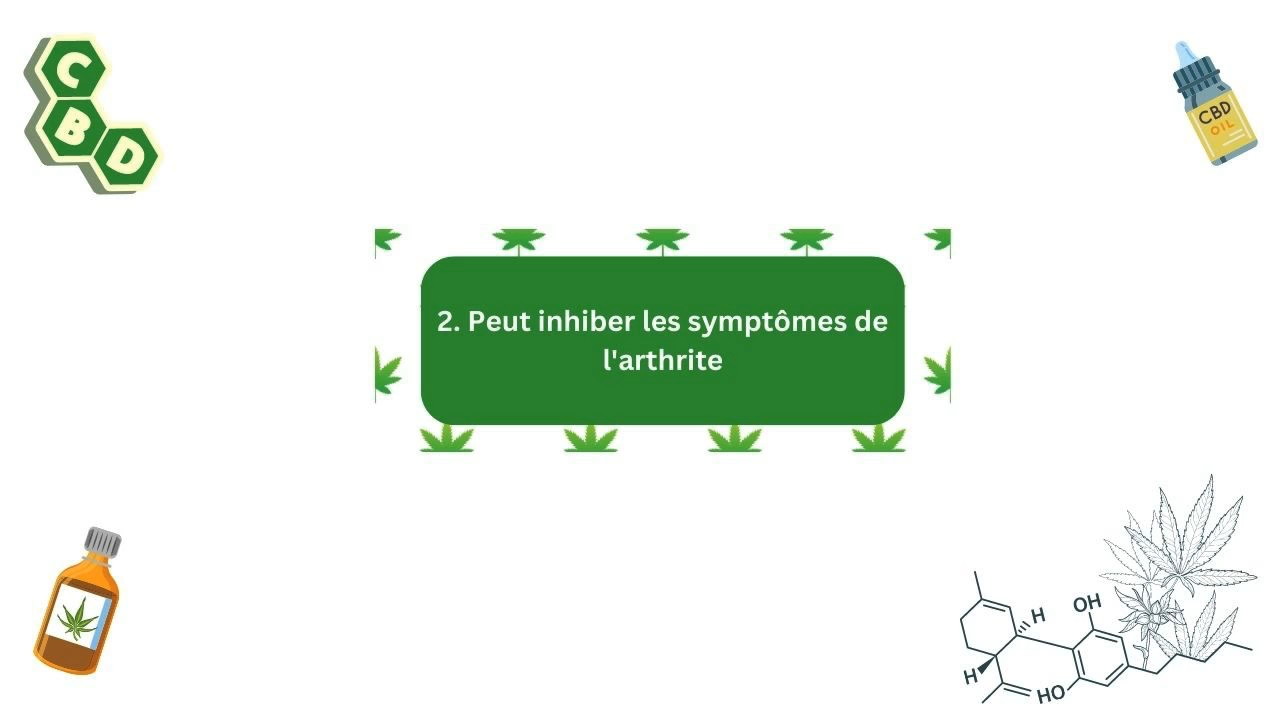 C
B
D
CBD
OIL
2. Peut inhiber les symptômes de
l'arthrite
H
OH
H
HO